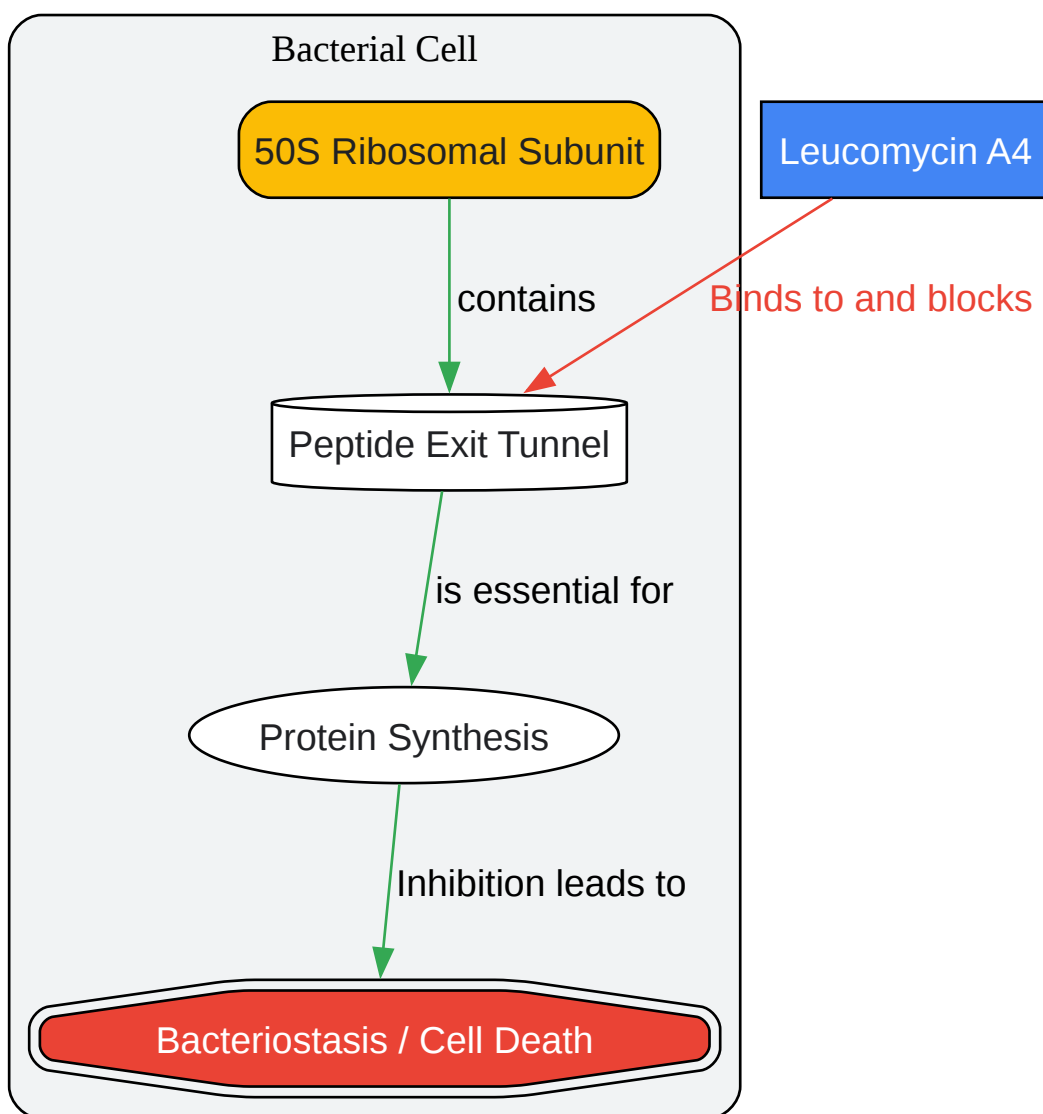 Bacterial Cell
50S Ribosomal Subunit
Leucomycin A4
contains
Binds to and blocks
Peptide Exit Tunnel
is essential for
Protein Synthesis
Inhibition leads to
Bacteriostasis / Cell Death